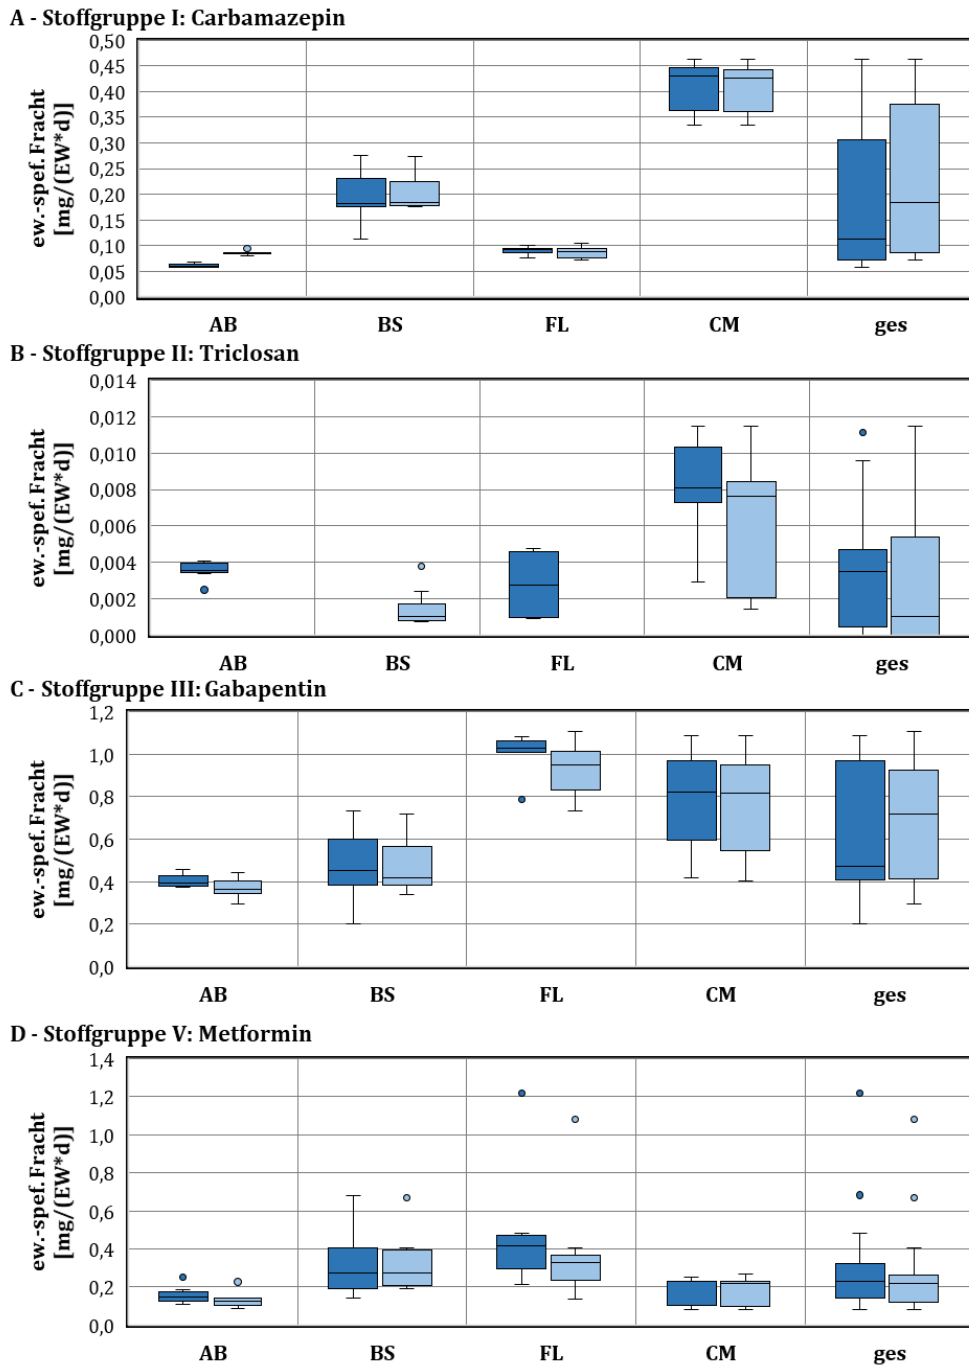 A - Stoffgruppe I: Carbamazepin
ew.-spef.Fracht
[mg/(EW*d)]
0,50
0,45
0,40
0,35
0,30
0,25
0,20
0,15
0,10
0,05
0,00
AB BS FL CM ges
B - Stoffgruppe II: Triclosan
ew.-spef.Fracht
[mg/(EW*d)]
0,014
0,012
0,010
0,008
0,006
0,004
0,002
0,000
AB BS FL CM ges
C - Stoffgruppe III: Gabapentin
ew.-spef.Fracht
[mg/(EW*d)]
1,2
1,0
0,8
0,6
0,4
0,2
0,0
AB BS FL CM ges
D - Stoffgruppe V: Metformin
ew.-spef.Fracht
[mg/(EW*d)]
1,4
1,2
1,0
0,8
0,6
0,4
0,2
0,0
AB BS FL CM ges